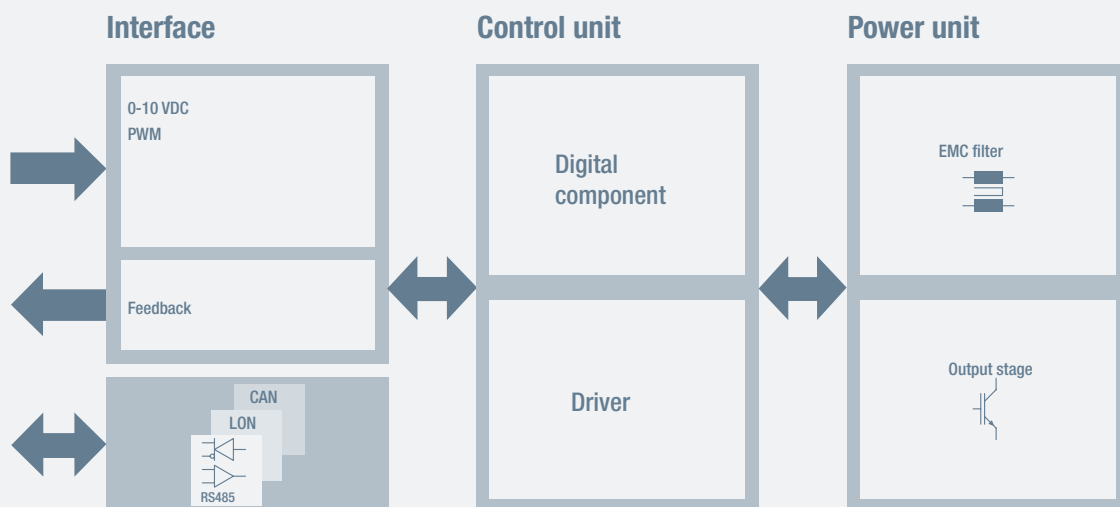 Interface
0-10 VDC
PWM
Feedback
CAN
LON
RS485
Control unit
Digital
component
Driver
Power unit
EMC filter
Output stage